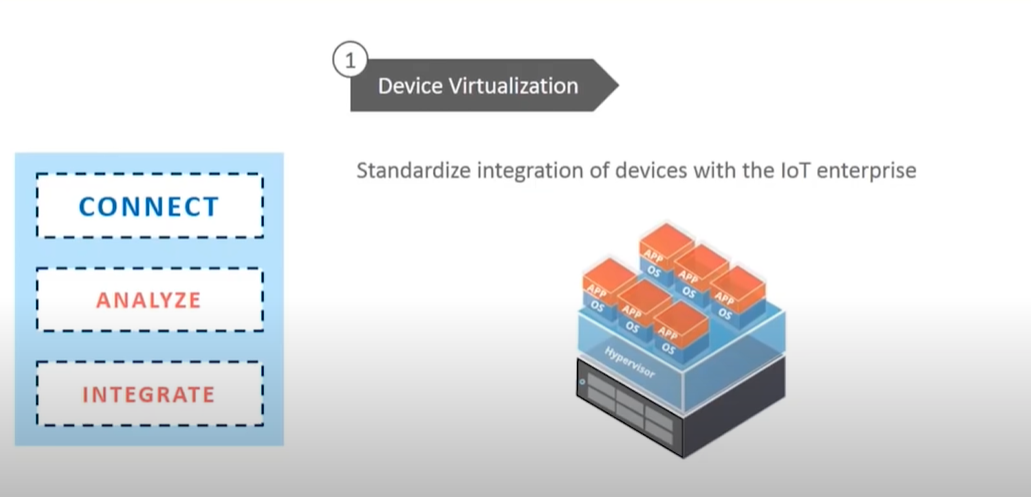 1
Device Virtualization
Standardize integration of devices with the IoT enterprise
CONNECT
ANALYZE
INTEGRATE
APP
OS
APP
OS
APP
OS
APP
OS
APP
OS
APP
OS
Hypervisor